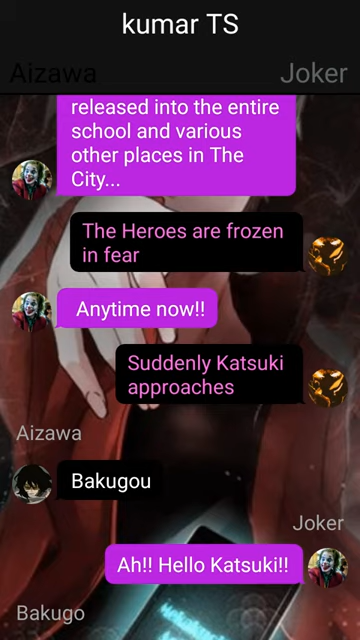 kumar TS
Aizawa
Joker
released into the entire
school and various
other places in The
City...
The Heroes are frozen
in fear
Anytime now!!
Suddenly Katsuki
approaches
Aizawa
Bakugou
Joker
Ah!! Hello Katsuki!!
Bakugo